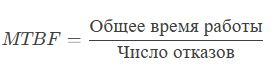 MTBF = Общее время работы
Число отказов